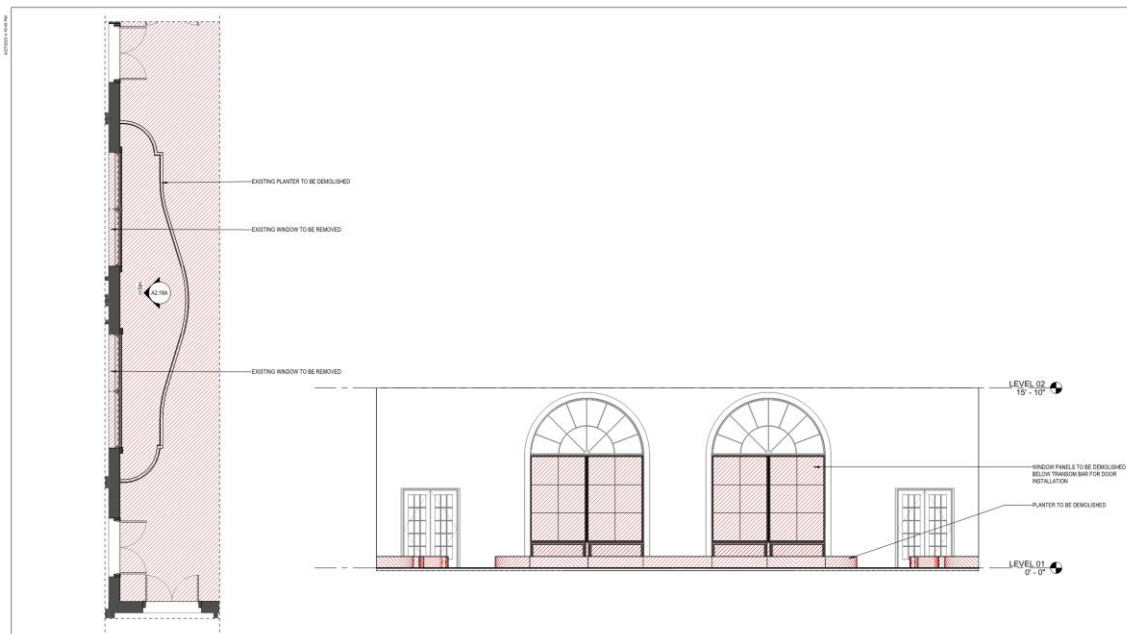 EXISTING PLANTER TO BE DEMOLISHED
EXISTING WINDOW TO BE REMOVED
A2.18A
EXISTING WINDOW TO BE REMOVED
LEVEL 02
15' - 10"
WINDOW PANELS TO BE DEMOLISHED
BELOW TRANSOM BAR FOR DOOR
INSTALLATION
PLANTER TO BE DEMOLISHED
LEVEL 01
0' - 0"